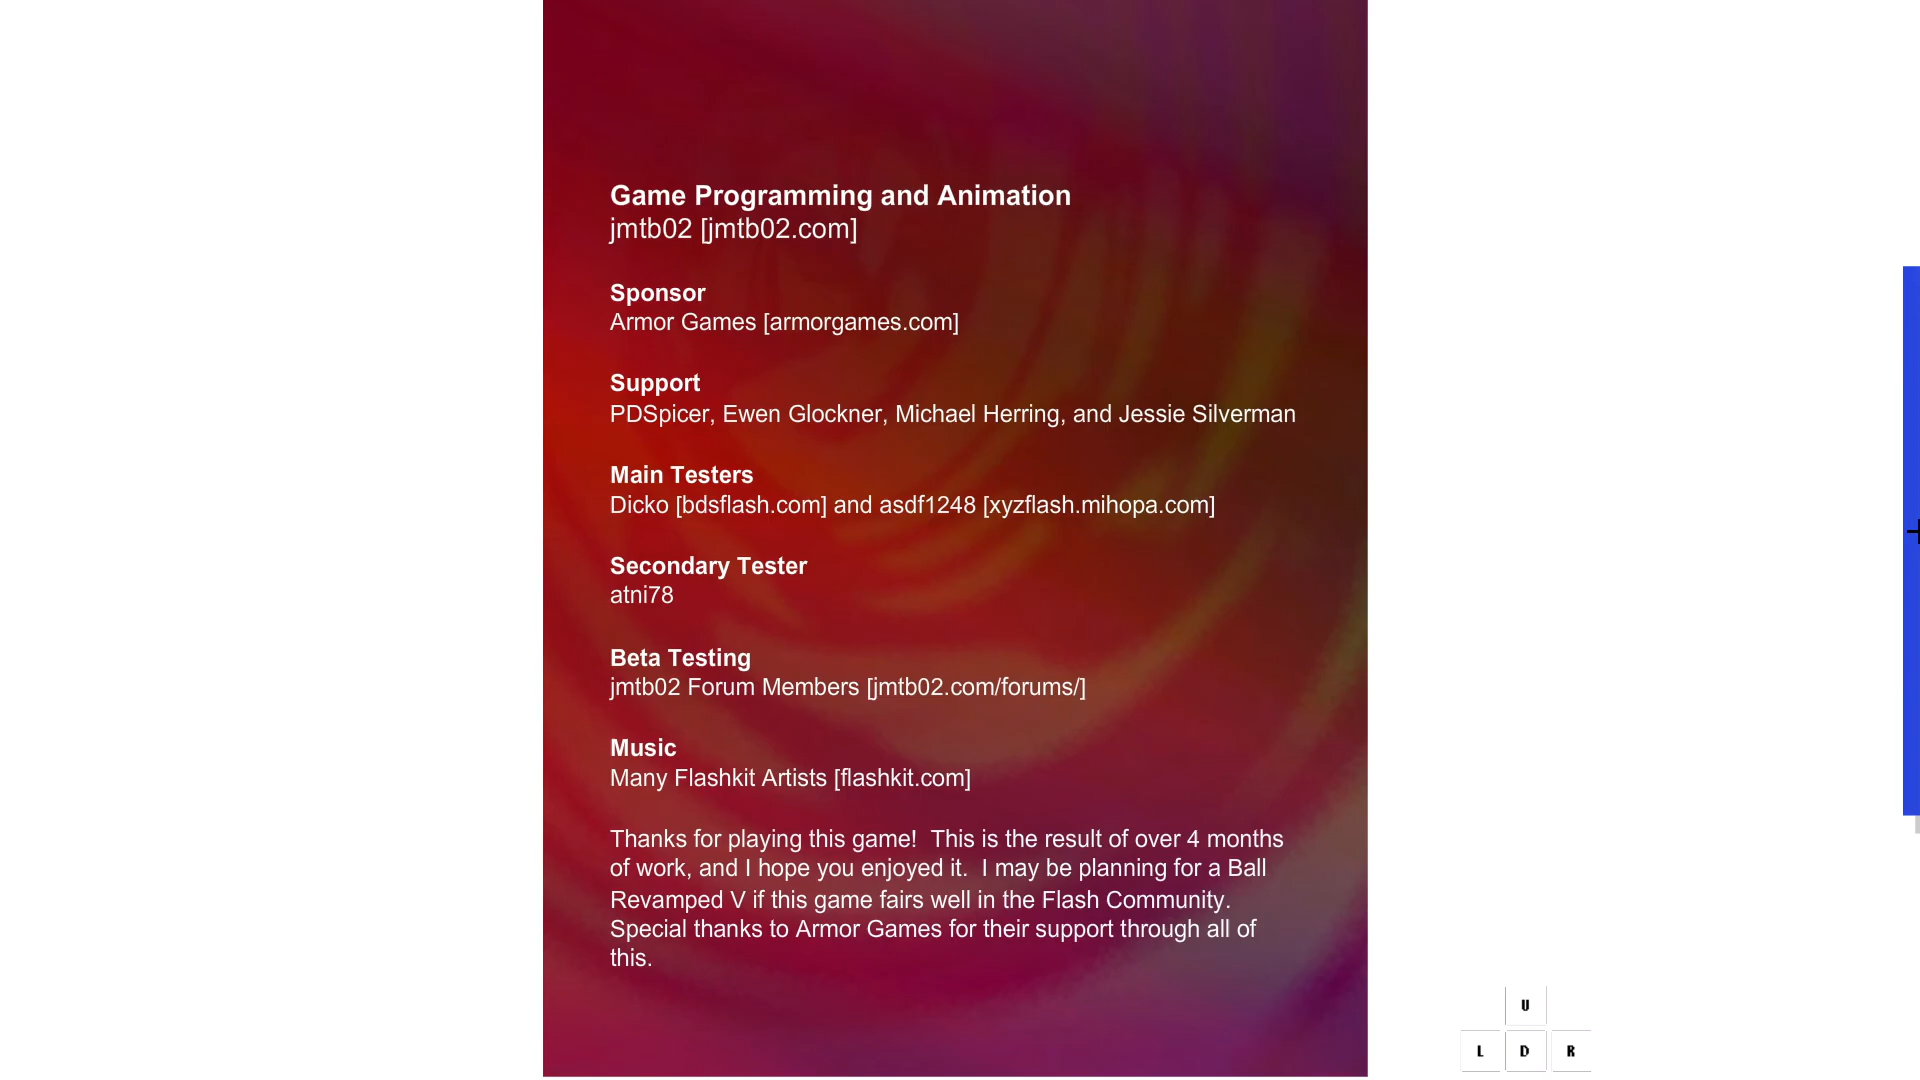 Game Programming and Animation
jmtb02 [jmtb02.com]
Sponsor
Armor Games [armorgames.com]
Support
PDSpicer, Ewen Glockner, Michael Herring, and Jessie Silverman
Main Testers
Dicko [bdsflash.com] and asdf1248 [xyzflash.mihopa.com]
Secondary Tester
atni78
Beta Testing
jmtb02 Forum Members [jmtb02.com/forums/]
Music
Many Flashkit Artists [flashkit.com]
Thanks for playing this game!  This is the result of over 4 months
of work, and I hope you enjoyed it.  I may be planning for a Ball
Revamped V if this game fairs well in the Flash Community.
Special thanks to Armor Games for their support through all of
this.
U
L D R